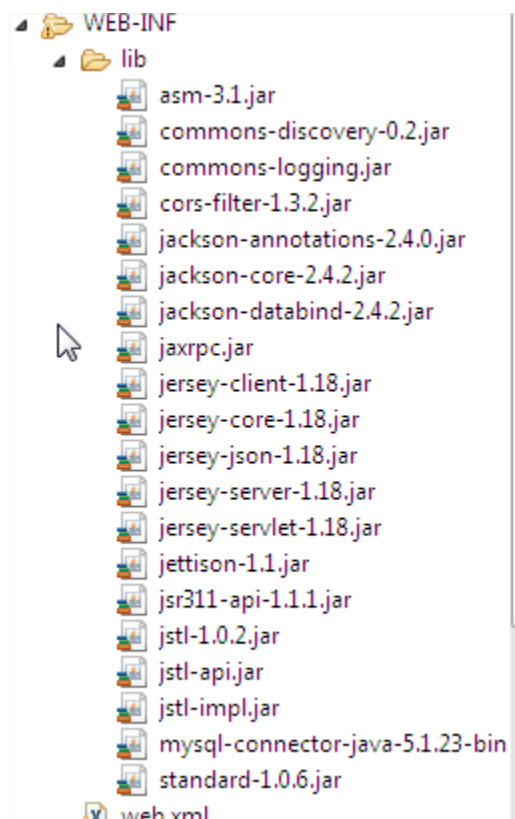 WEB-INF
lib
asm-3.1.jar
commons-discovery-0.2.jar
commons-logging.jar
cors-filter-1.3.2.jar
jackson-annotations-2.4.0.jar
jackson-core-2.4.2.jar
jackson-databind-2.4.2.jar
jaxrpc.jar
jersey-client-1.18.jar
jersey-core-1.18.jar
jersey-json-1.18.jar
jersey-server-1.18.jar
jersey-servlet-1.18.jar
jettison-1.1.jar
jsr311-api-1.1.1.jar
jstl-1.0.2.jar
jstl-api.jar
jstl-impl.jar
mysql-connector-java-5.1.23-bin
standard-1.0.6.jar
web.xml